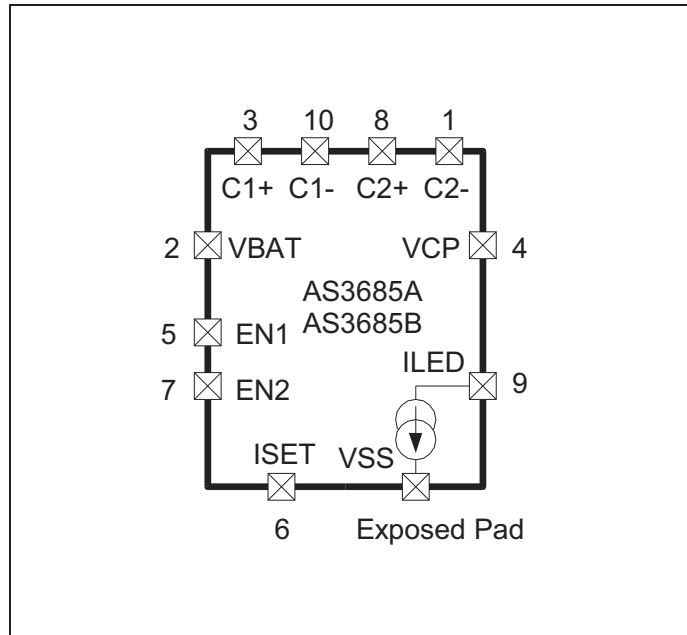 3 10 8 1
C1+ C1- C2+ C2-
2 VBAT VCP 4
AS3685A
AS3685B
5 EN1
ILED
7 EN2 9
ISET VSS
6 Exposed Pad